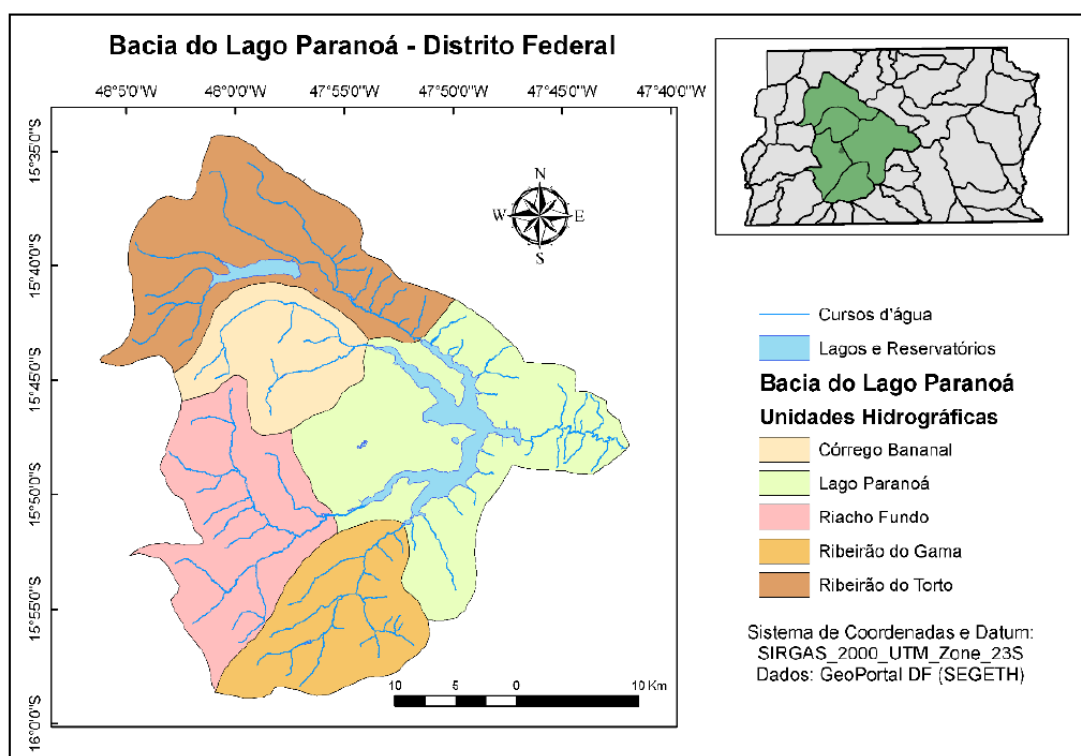 Bacia do Lago Paranoá - Distrito Federal
48°5'0"W 48°0'0"W 47°55'0"W 47°50'0"W 47°45'0"W 47°40'0"W
15°35'0"S
15°40'0"S
15°45'0"S
15°50'0"S
15°55'0"S
16°0'0"S
N
W E
S
Cursos d'água
Lagos e Reservatórios
Bacia do Lago Paranoá
Unidades Hidrográficas
Córrego Bananal
Lago Paranoá
Riacho Fundo
Ribeirão do Gama
Ribeirão do Torto
10 5 0 10 Km
Sistema de Coordenadas e Datum:
SIRGAS_2000_UTM_Zone_23S
Dados: GeoPortal DF (SEGETH)